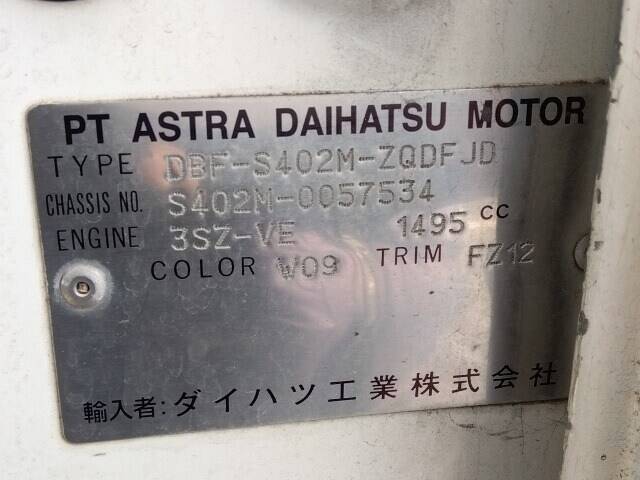 PT ASTRA DAIHATSU MOTOR
TYPE DBF-S402M-ZQDFJD
CHASSIS NO. S402M-0057534
ENGINE 3SZ-VE 1495 CC
COLOR W09 TRIM FZ12
輸入者: ダイハツ工業株式会社